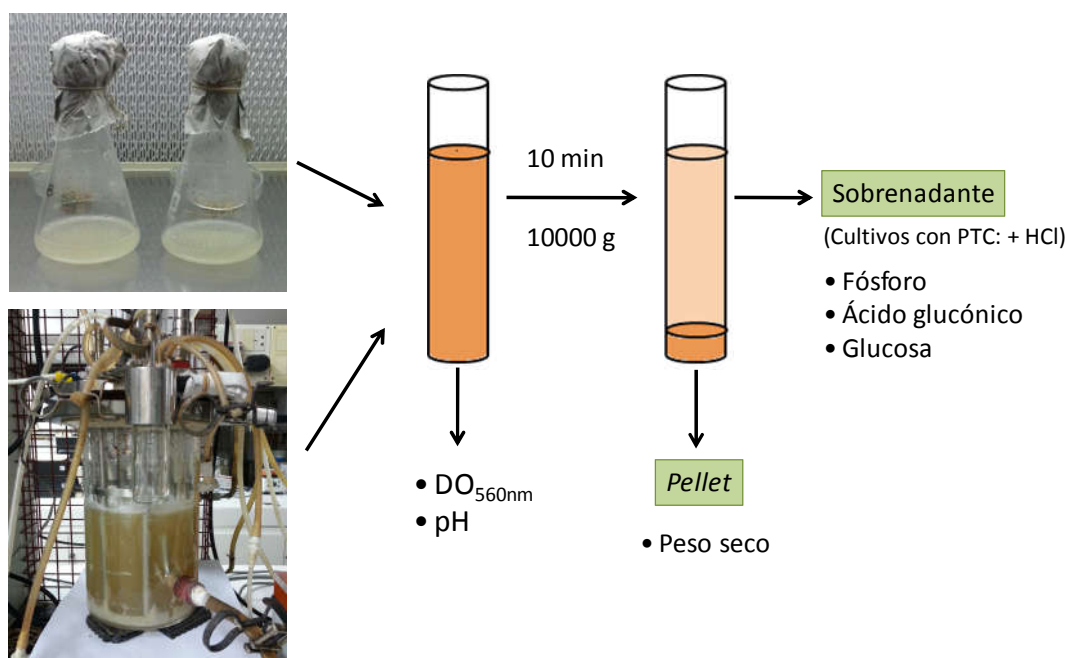 10 min
10000 g
Sobrenadante
(Cultivos con PTC: + HCl)
• Fósforo
• Ácido glucónico
• Glucosa
• DO560nm
• pH
Pellet
• Peso seco